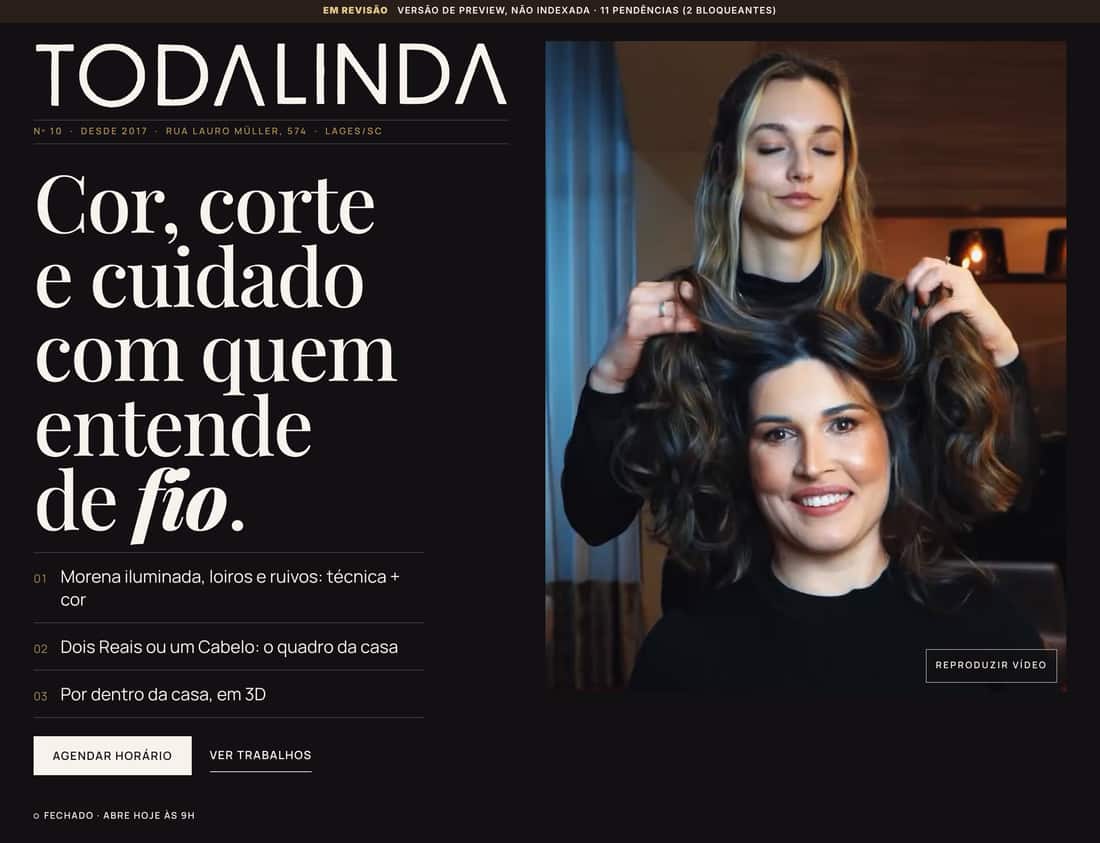 EM REVISÃO VERSÃO DE PREVIEW, NÃO INDEXADA · 11 PENDÊNCIAS (2 BLOQUEANTES)
TODALINDA
Nº 10 · DESDE 2017 · RUA LAURO MÜLLER, 574 · LAGES/SC
Cor, corte
e cuidado
com quem
entende
de fio.
01 Morena iluminada, loiros e ruivos: técnica +
cor
02 Dois Reais ou um Cabelo: o quadro da casa
03 Por dentro da casa, em 3D
REPRODUZIR VÍDEO
AGENDAR HORÁRIO VER TRABALHOS
FECHADO · ABRE HOJE ÀS 9H